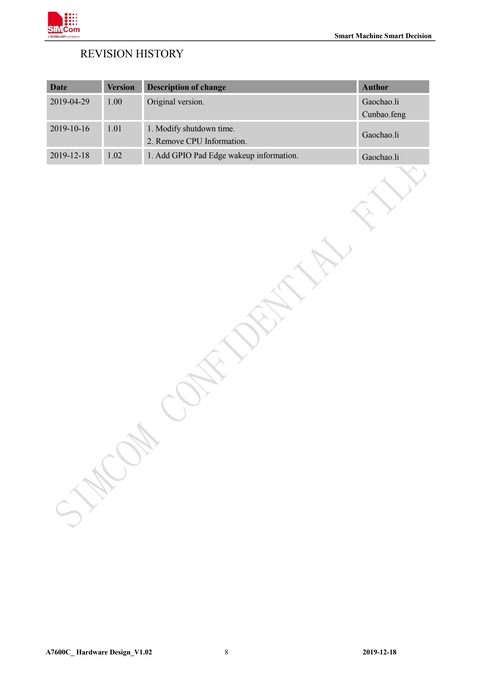 SIMCom
Smart Machine Smart Decision
REVISION HISTORY
Date Version Description of change Author
2019-04-29 1.00 Original version. Gaochao.li
Cunbao.feng
2019-10-16 1.01 1. Modify shutdown time.
2. Remove CPU Information. Gaochao.li
2019-12-18 1.02 1. Add GPIO Pad Edge wakeup information. Gaochao.li
SIMCOM CONFIDENTIAL FILE
A7600C_ Hardware Design_V1.02 8 2019-12-18